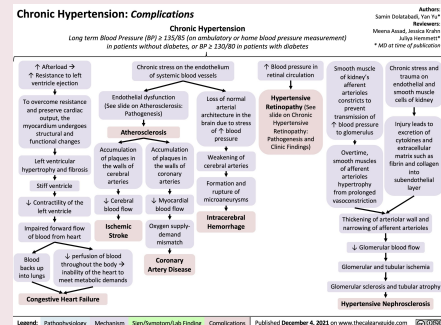 Chronic Hypertension: Complications
Authors:
Samin Dolatabadi, Yan Yu*
Reviewers:
Meena Assad, Jessica Krahn
Juliya Hemmett*
* MD at time of publication
Chronic Hypertension
Long term Blood Pressure (BP) ≥ 135/85 (on ambulatory or home blood pressure measurement)
in patients without diabetes, or BP ≥ 130/80 in patients with diabetes
↑ Afterload →
↑ Resistance to left
ventricle ejection
To overcome resistance
and preserve cardiac
output, the
myocardium undergoes
structural and
functional changes
Left ventricular
hypertrophy and fibrosis
Stiff ventricle
↓ Contractility of the
left ventricle
Impaired forward flow
of blood from heart
Blood
backs up
into lungs
↓ perfusion of blood
throughout the body →
inability of the heart to
meet metabolic demands
Congestive Heart Failure
Chronic stress on the endothelium
of systemic blood vessels
Endothelial dysfunction
(See slide on Atherosclerosis:
Pathogenesis)
Atherosclerosis
Accumulation
of plaques in
the walls of
cerebral
arteries
↓ Cerebral
blood flow
Ischemic
Stroke
Accumulation
of plaques in
the walls of
coronary
arteries
↓ Myocardial
blood flow
Oxygen supply-
demand
mismatch
Coronary
Artery Disease
Loss of normal
arterial
architecture in the
brain due to stress
of ↑ blood
pressure
Weakening of
cerebral arteries
Formation and
rupture of
microaneurysms
Intracerebral
Hemorrhage
↑ Blood pressure in
retinal circulation
Hypertensive
Retinopathy (See
slide on Chronic
Hypertensive
Retinopathy:
Pathogenesis and
Clinic Findings)
Smooth muscle
of kidney's
afferent
arterioles
constricts to
prevent
transmission of
↑ blood pressure
to glomerulus
Overtime,
smooth muscles
of afferent
arterioles
hypertrophy
from prolonged
vasoconstriction
Chronic stress and
trauma on
endothelial and
smooth muscle
cells of kidney
Injury leads to
excretion of
cytokines and
extracellular
matrix such as
fibrin and collagen
into
subendothelial
layer
Thickening of arteriolar wall and
narrowing of afferent arterioles
↓ Glomerular blood flow
Glomerular and tubular ischemia
Glomerular sclerosis and tubular atrophy
Hypertensive Nephrosclerosis
Legend: Pathophysiology Mechanism Sign/Symptom/Lab Finding Complications Published December 4, 2021 on www.thecalgaryguide.com